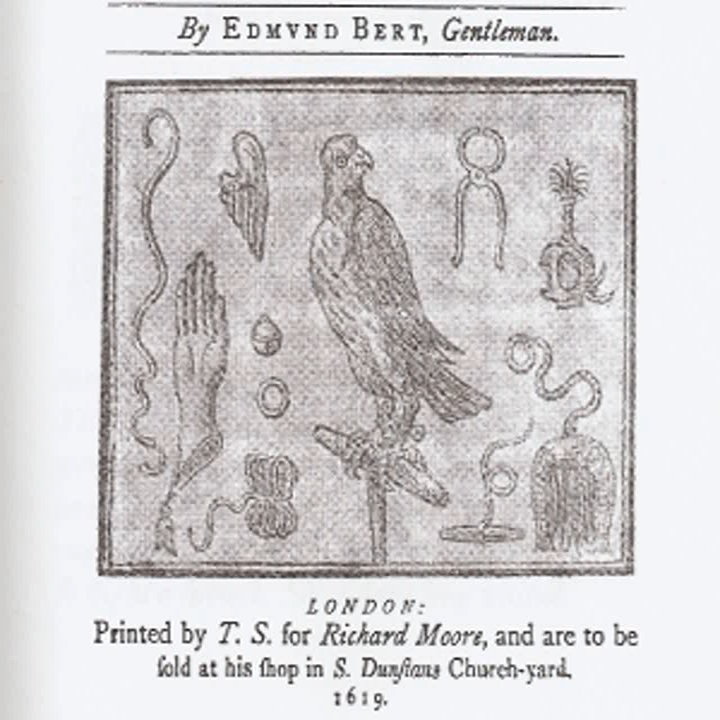 By EDMVND BERT, Gentleman.
LONDON:
Printed by T. S. for Richard Moore, and are to be
ſold at his ſhop in S. Dunſtans Church-yard.
1619.